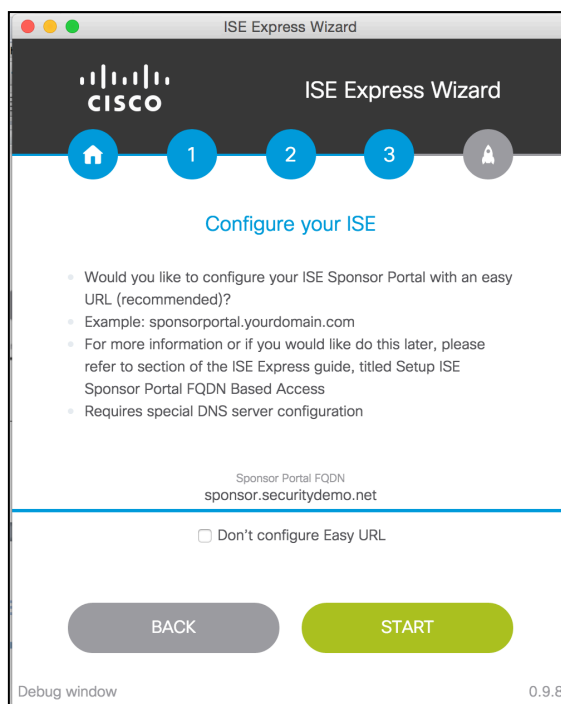 ISE Express Wizard
CISCO
ISE Express Wizard
1
2
3
Configure your ISE
Would you like to configure your ISE Sponsor Portal with an easy
URL (recommended)?
Example: sponsorportal.yourdomain.com
For more information or if you would like do this later, please
refer to section of the ISE Express guide, titled Setup ISE
Sponsor Portal FQDN Based Access
Requires special DNS server configuration
Sponsor Portal FQDN
sponsor.securitydemo.net
Don't configure Easy URL
BACK
START
Debug window
0.9.8